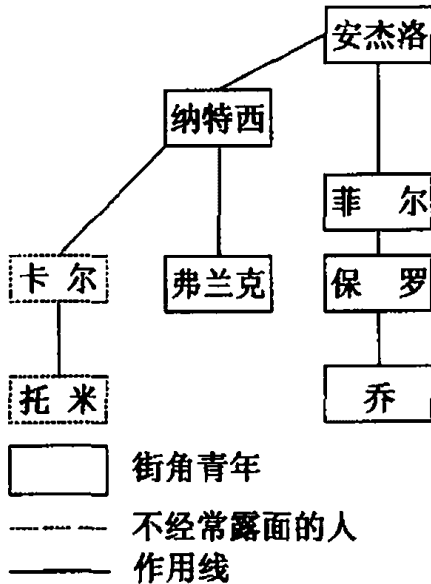 安杰洛
纳特西
菲 尔
卡 尔
弗兰克
保 罗
托 米
乔
街角青年
不经常露面的人
作用线